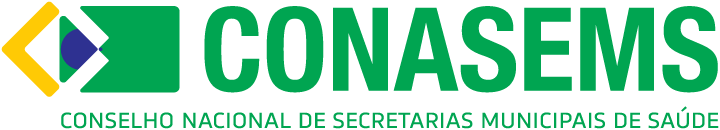 CONASEMS
CONSELHO NACIONAL DE SECRETARIAS MUNICIPAIS DE SAÚDE